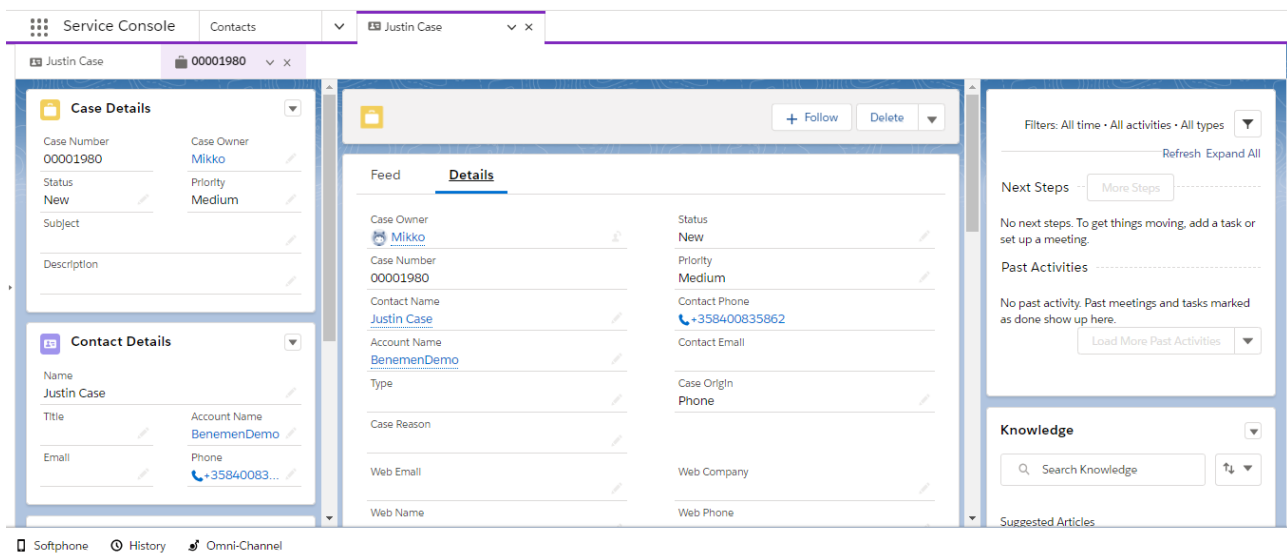 Service Console
Contacts
Justin Case
Justin Case
00001980
Case Details
Case Number
Case Owner
00001980
Mikko
Status
Priority
New
Medium
Subject
Description
Contact Details
Name
Justin Case
Title
Account Name
BenemenDemo
Email
Phone
+35840083...
+ Follow
Delete
Feed
Details
Case Owner
Status
Mikko
New
Case Number
Priority
00001980
Medium
Contact Name
Contact Phone
Justin Case
+358400835862
Account Name
Contact Email
BenemenDemo
Type
Case Origin
Phone
Case Reason
Web Email
Web Company
Web Name
Web Phone
Filters: All time • All activities • All types
Refresh Expand All
Next Steps
More Steps
No next steps. To get things moving, add a task or
set up a meeting.
Past Activities
No past activity. Past meetings and tasks marked
as done show up here.
Load More Past Activities
Knowledge
Search Knowledge
Suggested Articles
Softphone
History
Omni-Channel